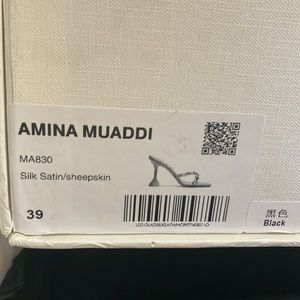 AMINA MUADDI
MA830
Silk Satin/sheepskin
39
黑色
Black